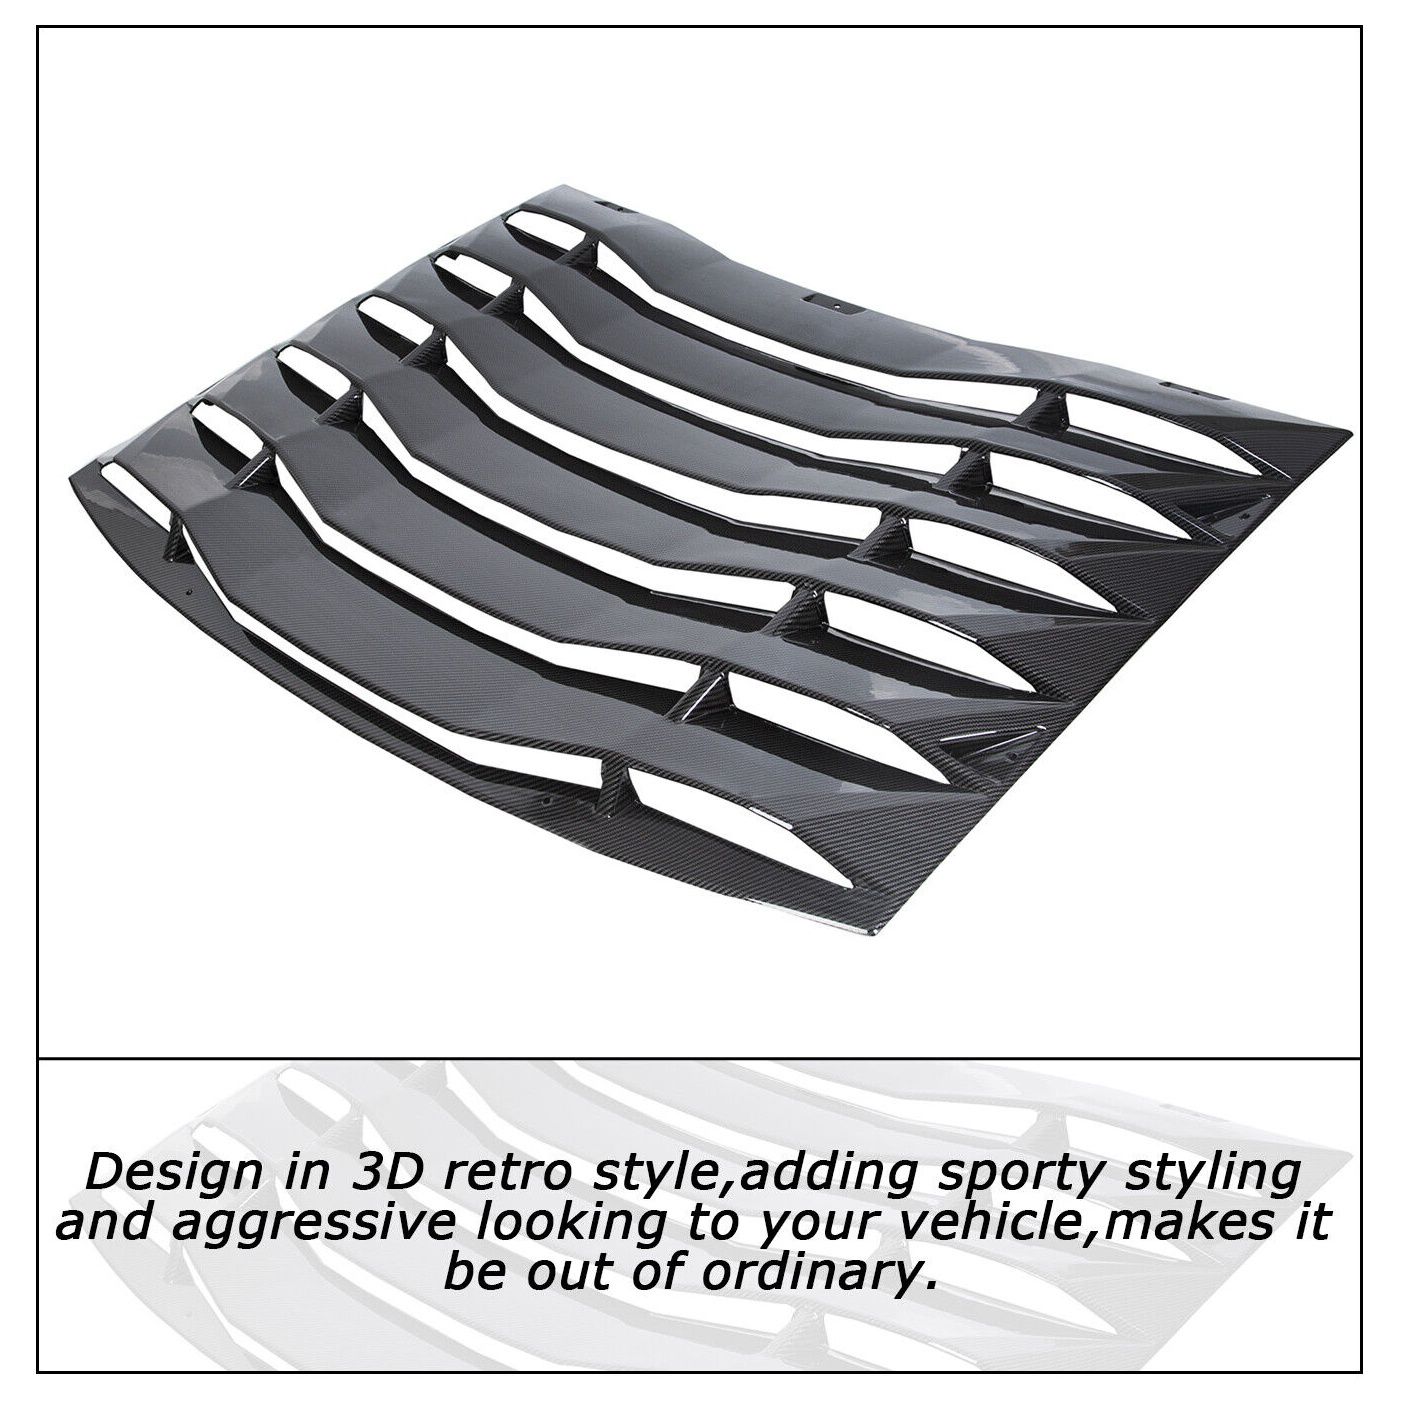 Design in 3D retro style,adding sporty styling
and aggressive looking to your vehicle,makes it
be out of ordinary.